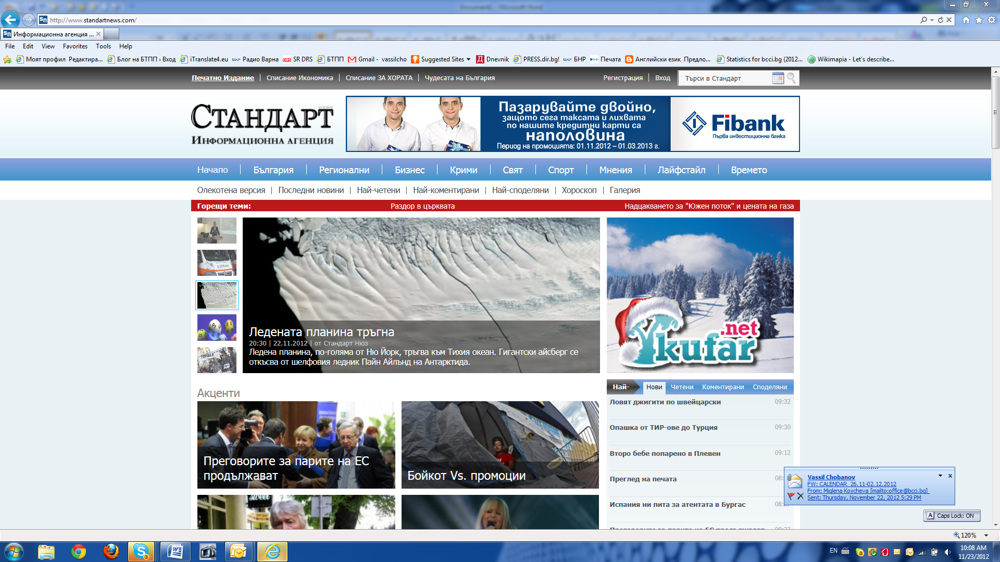 http://www.standartnews.com/
Информационна агенция ...
File Edit View Favorites Tools Help
Моят профил Редактира... Блог на БТПП › Вход iTranslate4.eu Радио Варна SR DRS БТПП Gmail - vassilcho Suggested Sites Dnevnik PRESS.dir.bg! БНР Печата Английски език Предло... Statistics for bcci.bg (2012... Wikimapia - Let's describe...
Печатно Издание Списание Икономика Списание ЗА ХОРАТА Чудесата на България Регистрация Вход Търси в Стандарт
СТАНДАРТ NEWS
ИНФОРМАЦИОННА АГЕНЦИЯ
Пазарувайте двойно,
защото сега таксата и лихвата
по нашите кредитни карти са
наполовина
Период на промоцията: 01.11.2012 – 01.03.2013 г.
Fibank
Първа инвестиционна банка
Начало България Регионални Бизнес Крими Свят Спорт Мнения Лайфстайл Времето
Олекотена версия Последни новини Най-четени Най-коментирани Най-споделяни Хороскоп Галерия
Горещи теми: Раздор в църквата Надцакването за "Южен поток" и цената на газа
Ледената планина тръгна
20:30 | 22.11.2012 | от Стандарт Нюз
Ледена планина, по-голяма от Ню Йорк, тръгва към Тихия океан. Гигантски айсберг се
откъсва от шелфовия ледник Пайн Айлънд на Антарктида.
Ykufar.net
Акценти
Преговорите за парите на ЕС
продължават
Бойкот Vs. промоции
sweet
Най- Нови Четени Коментирани Споделяни
Ловят джигити по швейцарски 09:32
Опашка от ТИР-ове до Турция 09:30
Второ бебе попарено в Плевен 09:12
Преглед на печата 08:
Испания ни пита за атентата в Бургас 08:
Vassil Chobanov
FW: CALENDAR 26.11-02.12.2012
From: Miglena Koycheva [mailto:office@bcci.bg]
Sent: Thursday, November 22, 2012 5:29 PM
A Caps Lock: ON
120%
EN
10:08 AM
11/23/2012